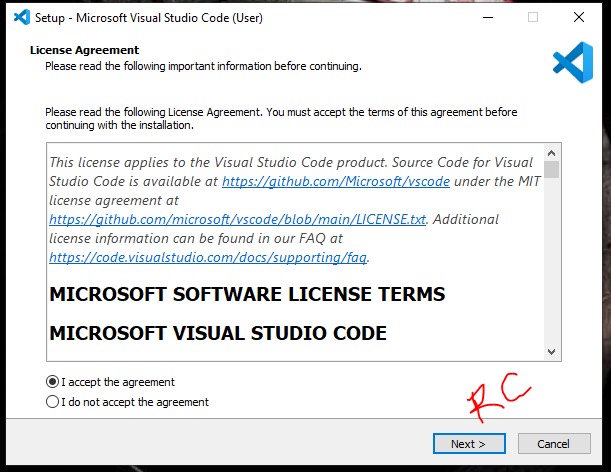 Setup - Microsoft Visual Studio Code (User)
License Agreement
Please read the following important information before continuing.
Please read the following License Agreement. You must accept the terms of this agreement before
continuing with the installation.
This license applies to the Visual Studio Code product. Source Code for Visual
Studio Code is available at https://github.com/Microsoft/vscode under the MIT
license agreement at
https://github.com/microsoft/vscode/blob/main/LICENSE.txt. Additional
license information can be found in our FAQ at
https://code.visualstudio.com/docs/supporting/faq.
MICROSOFT SOFTWARE LICENSE TERMS
MICROSOFT VISUAL STUDIO CODE
I accept the agreement
I do not accept the agreement
RC
Next >
Cancel